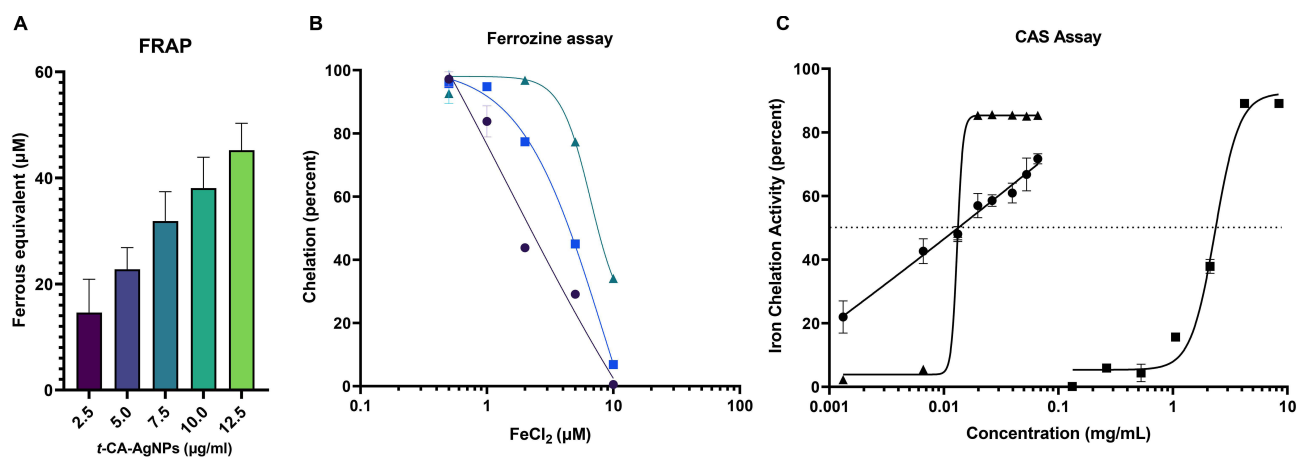 A
FRAP
Ferrous equivalent (µM)
60
40
20
0
2.5
5.0
7.5
10.0
12.5
t-CA-AgNPs (µg/ml)
B
Ferrozine assay
Chelation (percent)
100
80
60
40
20
0
0.1
1
10
100
FeCl₂ (µM)
C
CAS Assay
Iron Chelation Activity (percent)
100
80
60
40
20
0
0.001
0.01
0.1
1
10
Concentration (mg/mL)